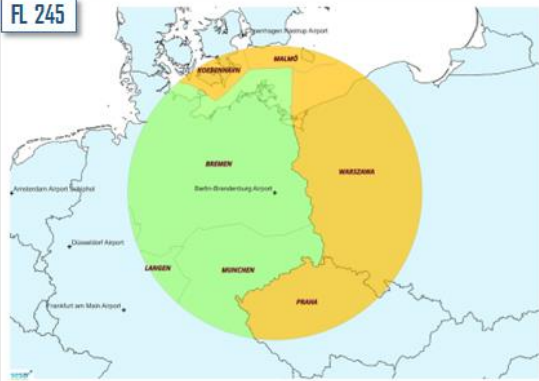 FL 245
Kastrup Airport
MALMÖ
KOEBENHAVN
BREMEN
WARSZAWA
Amsterdam Airport Schiphol
Berlin-Brandenburg Airport
Düsseldorf Airport
LANGEN
MUNCHEN
PRAHA
Frankfurt am Main Airport